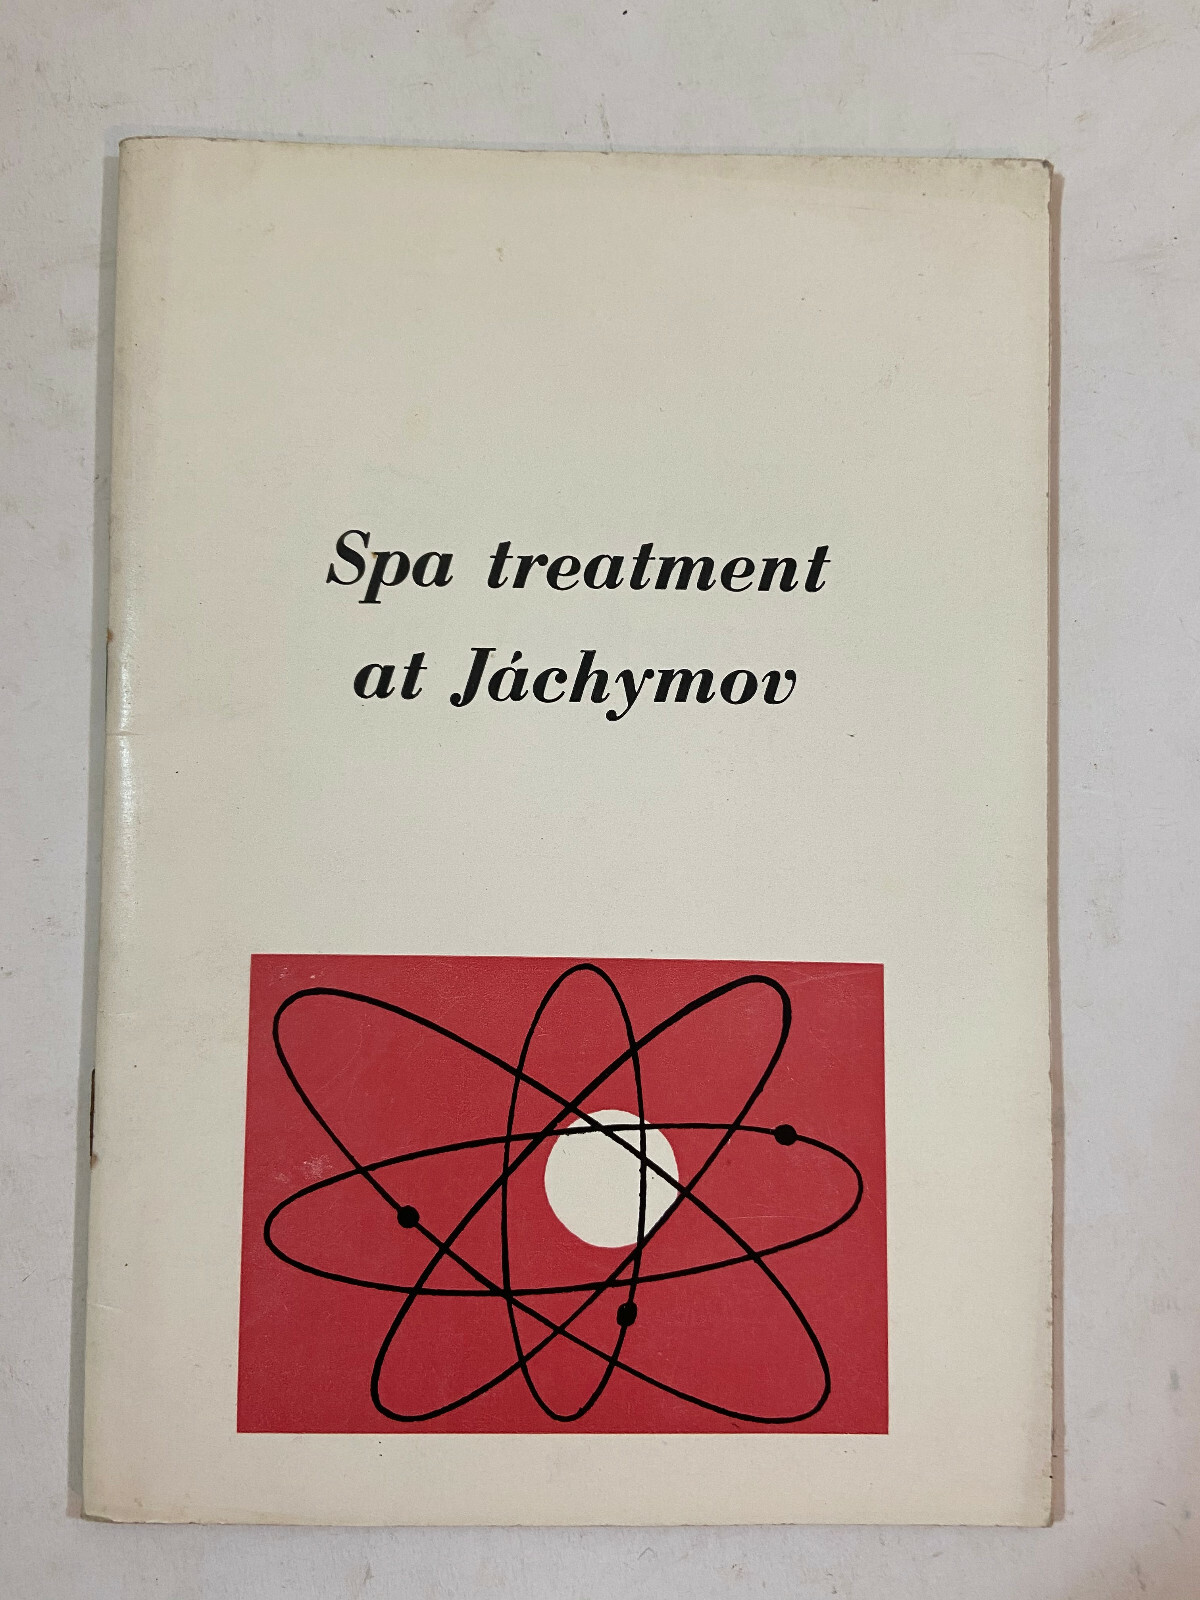 Spa treatment
at Jáchymov